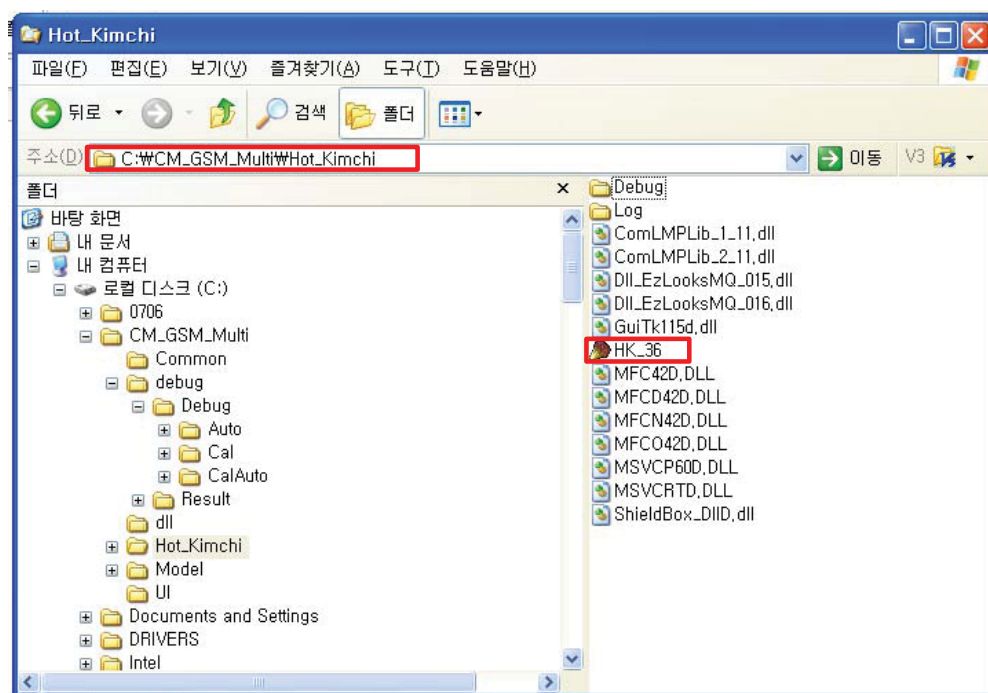 Hot_Kimchi
파일(F) 편집(E) 보기(V) 즐겨찾기(A) 도구(T) 도움말(H)
뒤로 검색 폴더
주소(D) C:₩CM_GSM_Multi₩Hot_Kimchi 이동 V3
폴더
바탕 화면
내 문서
내 컴퓨터
로컬 디스크 (C:)
0706
CM_GSM_Multi
Common
debug
Debug
Auto
Cal
CalAuto
Result
dll
Hot_Kimchi
Model
UI
Documents and Settings
DRIVERS
Intel
Debug
Log
ComLMPLib_1_11.dll
ComLMPLib_2_11.dll
Dll_EzLooksMQ_015.dll
Dll_EzLooksMQ_016.dll
GuiTk115d.dll
HK_36
MFC42D.DLL
MFCD42D.DLL
MFCN42D.DLL
MFCO42D.DLL
MSVCP60D.DLL
MSVCRTD.DLL
ShieldBox_DllD.dll